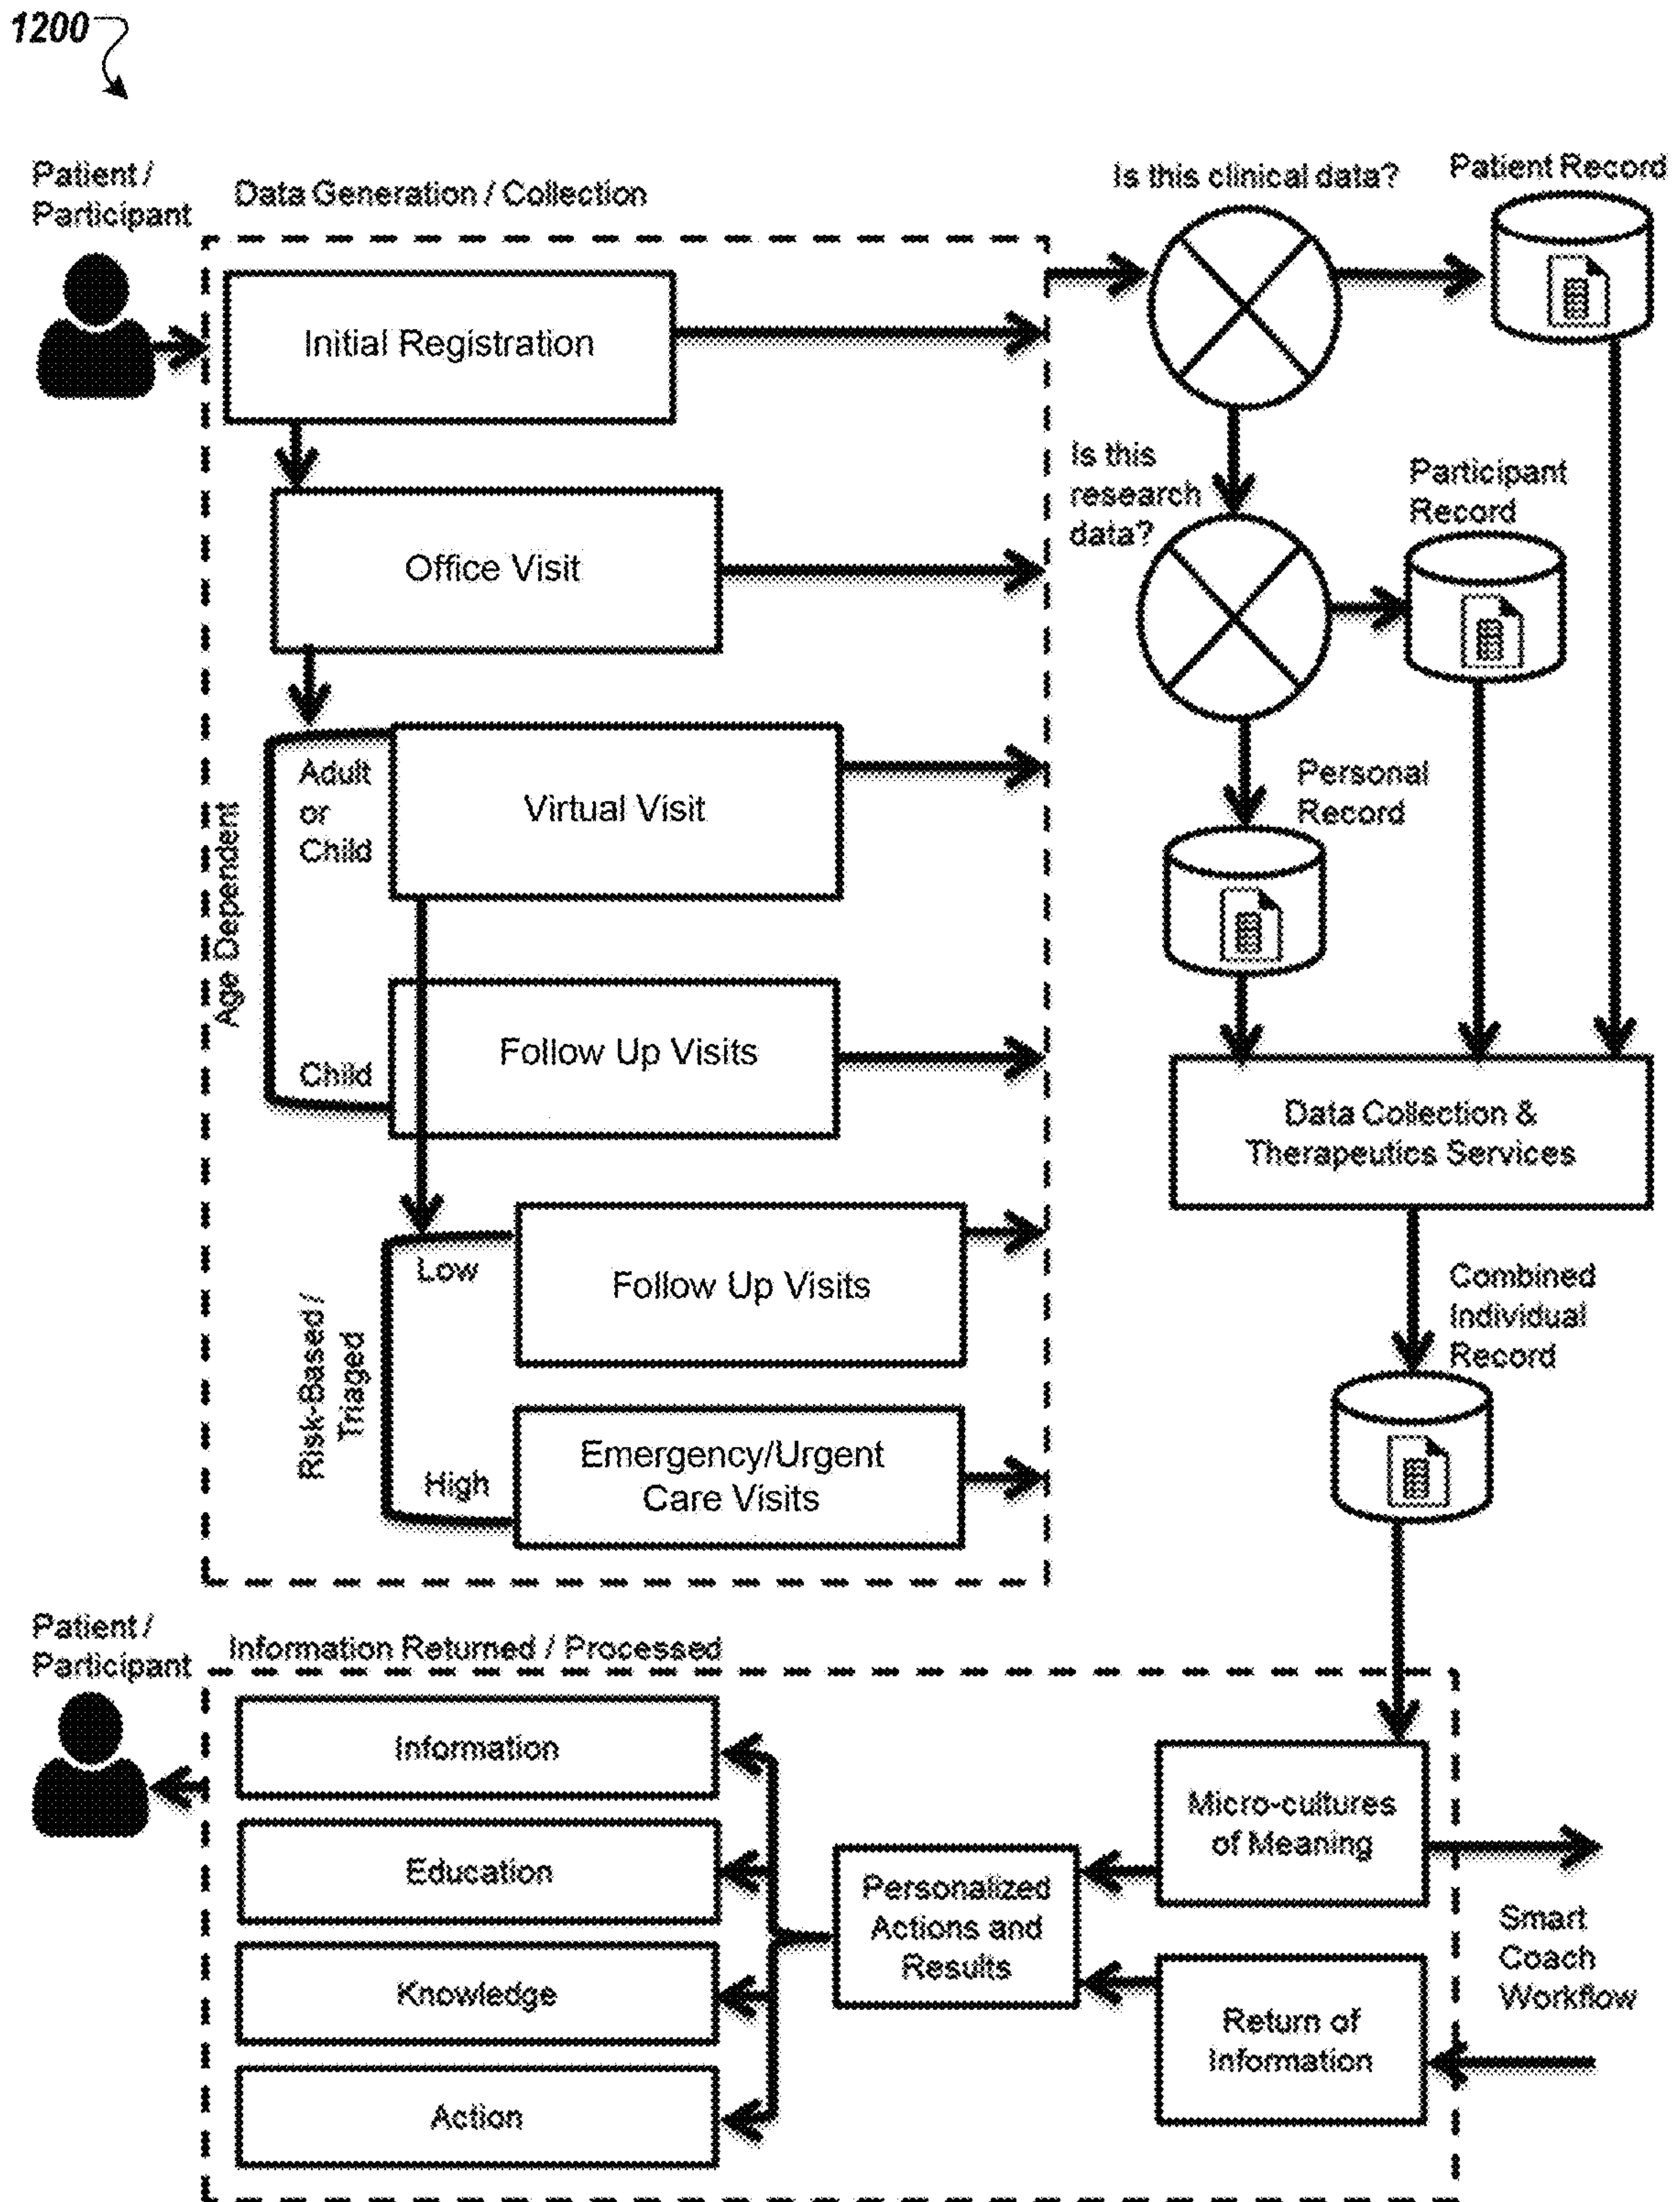 1200
Patient /
Participant
Data Generation / Collection
Is this clinical data?
Patient Record
Initial Registration
Is this
research
data?
Participant
Record
Office Visit
Adult
or
Child
Virtual Visit
Personal
Record
Age Dependent
Follow Up Visits
Child
Data Collection &
Therapeutics Services
Low
Follow Up Visits
Combined
Individual
Record
Risk-Based /
Triaged
High
Emergency/Urgent
Care Visits
Patient /
Participant
Information Returned / Processed
Information
Education
Knowledge
Action
Personalized
Actions and
Results
Micro-cultures
of Meaning
Return of
Information
Smart
Coach
Workflow